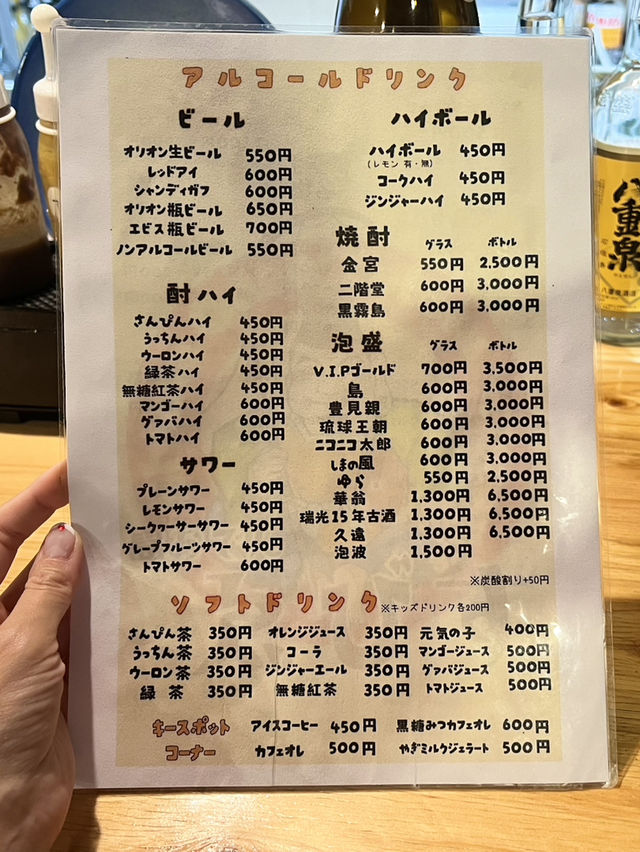 アルコールドリンク
ビール
オリオン生ビール 550円
レッドアイ 600円
シャンディガフ 600円
オリオン瓶ビール 650円
エビス瓶ビール 700円
ノンアルコールビール 550円
酎ハイ
さんぴんハイ 450円
うっちんハイ 450円
ウーロンハイ 450円
緑茶ハイ 450円
無糖紅茶ハイ 450円
マンゴーハイ 600円
グァバハイ 600円
トマトハイ 600円
サワー
プレーンサワー 450円
レモンサワー 450円
シークヮーサーサワー 450円
グレープフルーツサワー 450円
トマトサワー 600円
ハイボール
ハイボール 450円
(レモン 有・無)
コークハイ 450円
ジンジャーハイ 450円
焼酎 グラス ボトル
金宮 550円 2,500円
二階堂 600円 3,000円
黒霧島 600円 3,000円
泡盛 グラス ボトル
V.I.Pゴールド 700円 3,500円
島 600円 3,000円
豊見親 600円 3,000円
琉球王朝 600円 3,000円
ニコニコ太郎 600円 3,000円
しまの風 600円 3,000円
ゆら 550円 2,500円
華翁 1,300円 6,500円
瑞光15年古酒 1,300円 6,500円
久遠 1,300円 6,500円
泡波 1,500円
※炭酸割り+50円
ソフトドリンク ※キッズドリンク各200円
さんぴん茶 350円 オレンジジュース 350円 元気の子 400円
うっちん茶 350円 コーラ 350円 マンゴージュース 500円
ウーロン茶 350円 ジンジャーエール 350円 グァバジュース 500円
緑茶 350円 無糖紅茶 350円 トマトジュース 500円
キースポット アイスコーヒー 450円 黒糖みつカフェオレ 600円
コーナー カフェオレ 500円 やぎミルクジェラート 500円
八重泉